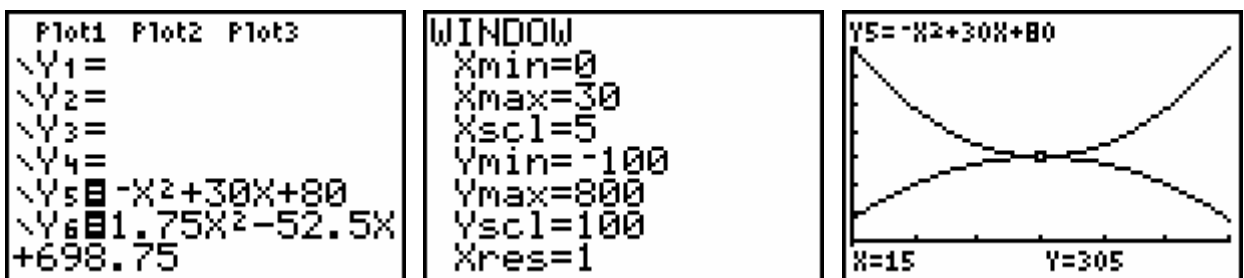 Plot1 Plot2 Plot3
\Y₁=
\Y₂=
\Y₃=
\Y₄=
\Y₅=-X²+30X+80
\Y₆=1.75X²-52.5X
+698.75
WINDOW
Xmin=0
Xmax=30
Xscl=5
Ymin=-100
Ymax=800
Yscl=100
Xres=1
Y5=-X2+30X+80
X=15 Y=305